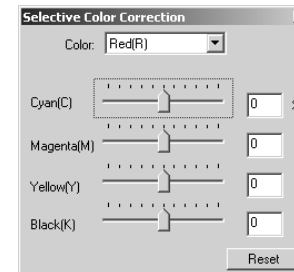 Selective Color Correction
Color: Red(R)
Cyan(C) 0
Magenta(M) 0
Yellow(Y) 0
Black(K) 0
Reset